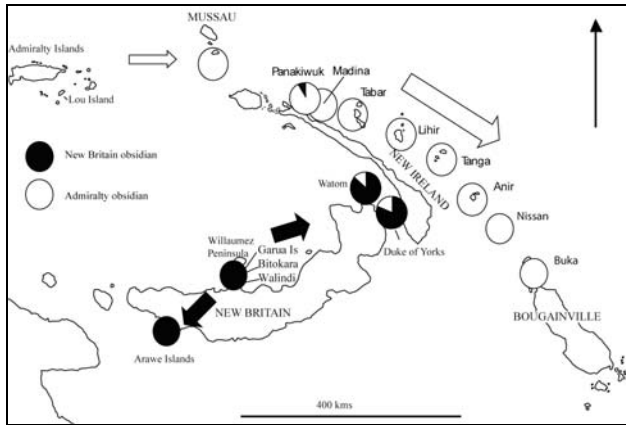 MUSSAU
Admiralty Islands
Lou Island
Panakiwuk
Madina
Tabar
Lihir
Tanga
NEW IRELAND
Anir
Nissan
Buka
BOUGAINVILLE
New Britain obsidian
Admiralty obsidian
Watom
Duke of Yorks
Willaumez
Peninsula
Garua Is
Bitokara
Walindi
NEW BRITAIN
Arawe Islands
400 kms